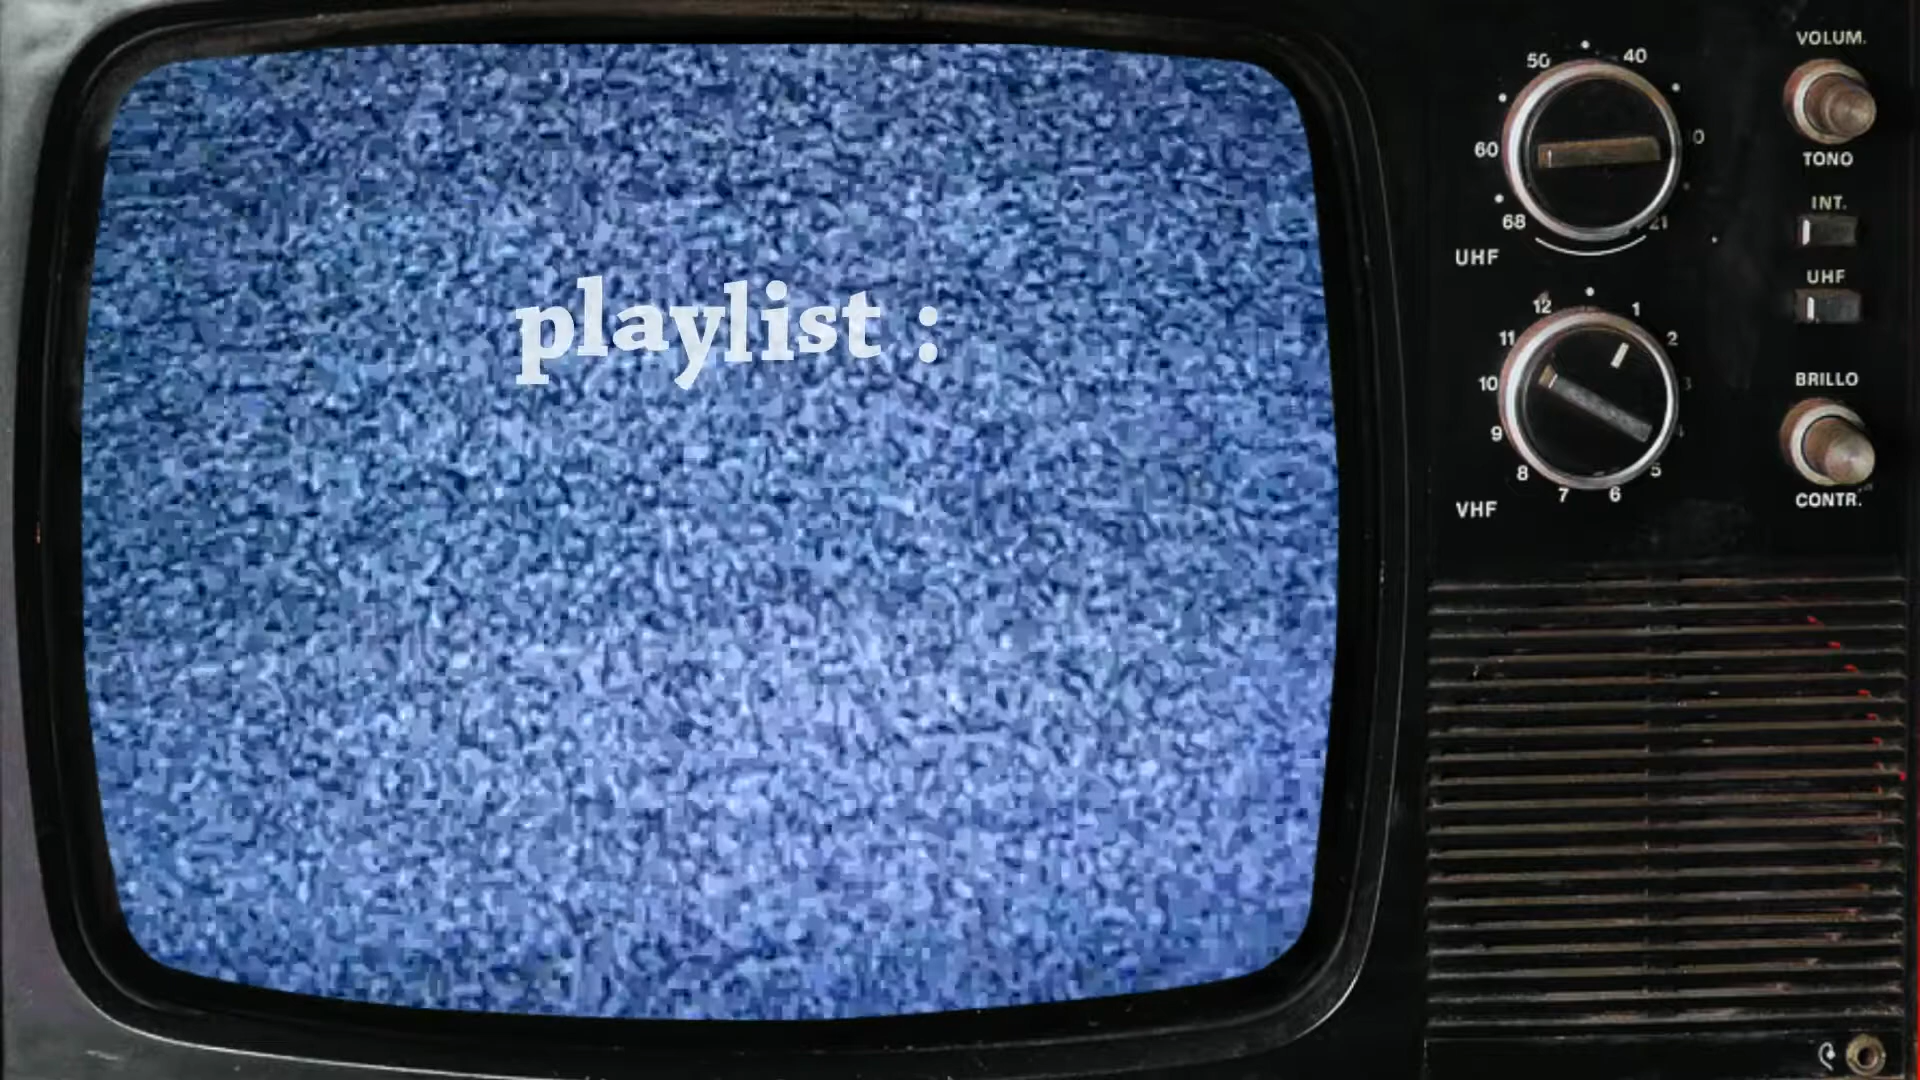 playlist :
VOLUM.
50
40
60
68
21
UHF
TONO
INT.
UHF
12
1
11
2
10
3
9
8
5
7
6
VHF
BRILLO
CONTR.